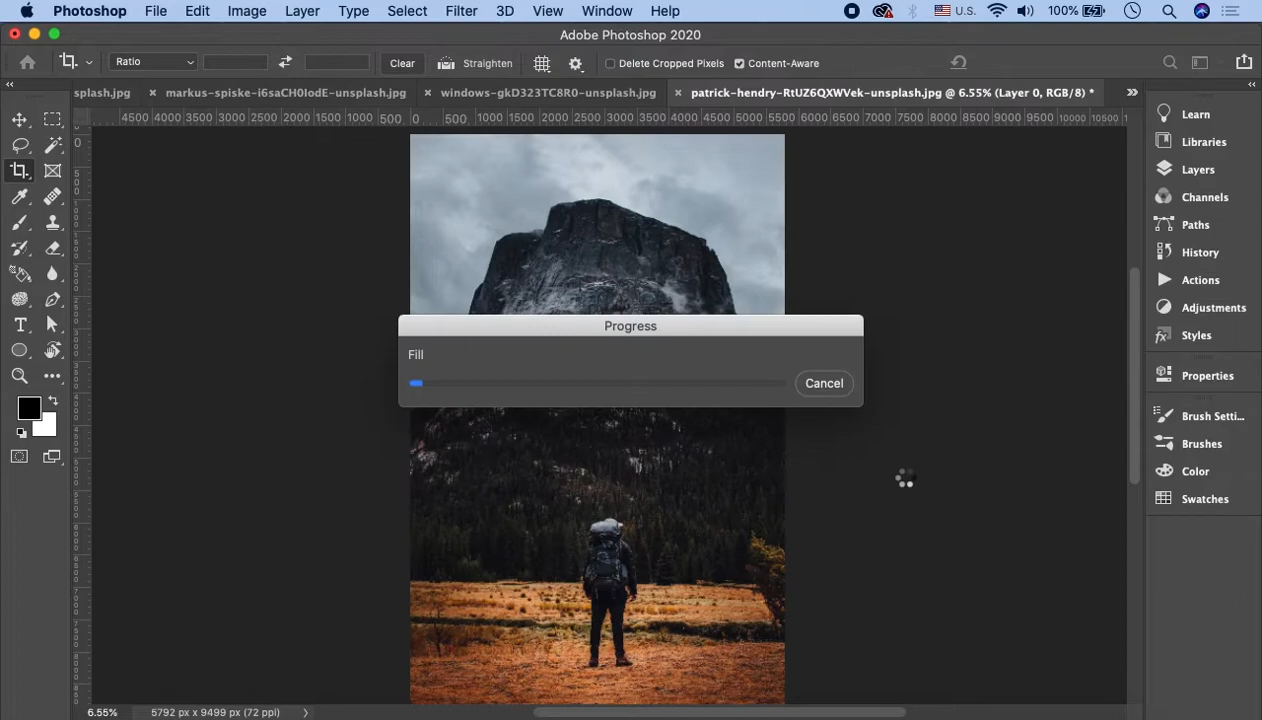 Photoshop File Edit Image Layer Type Select Filter 3D View Window Help U.S. 100%
Adobe Photoshop 2020
Ratio Clear Straighten Delete Cropped Pixels Content-Aware
splash.jpg markus-spiske-i6saCH0IodE-unsplash.jpg windows-gkD323TC8R0-unsplash.jpg patrick-hendry-RtUZ6QXWVek-unsplash.jpg @ 6.55% (Layer 0, RGB/8) *
4500 4000 3500 3000 2500 2000 1500 1000 500 0 500 1000 1500 2000 2500 3000 3500 4000 4500 5000 5500 6000 6500 7000 7500 8000 8500 9000 9500 10000 10500
Learn
Libraries
Layers
Channels
Paths
History
Actions
Adjustments
Styles
Properties
Brush Setti...
Brushes
Color
Swatches
Progress
Fill
Cancel
6.55% 5792 px x 9499 px (72 ppi)